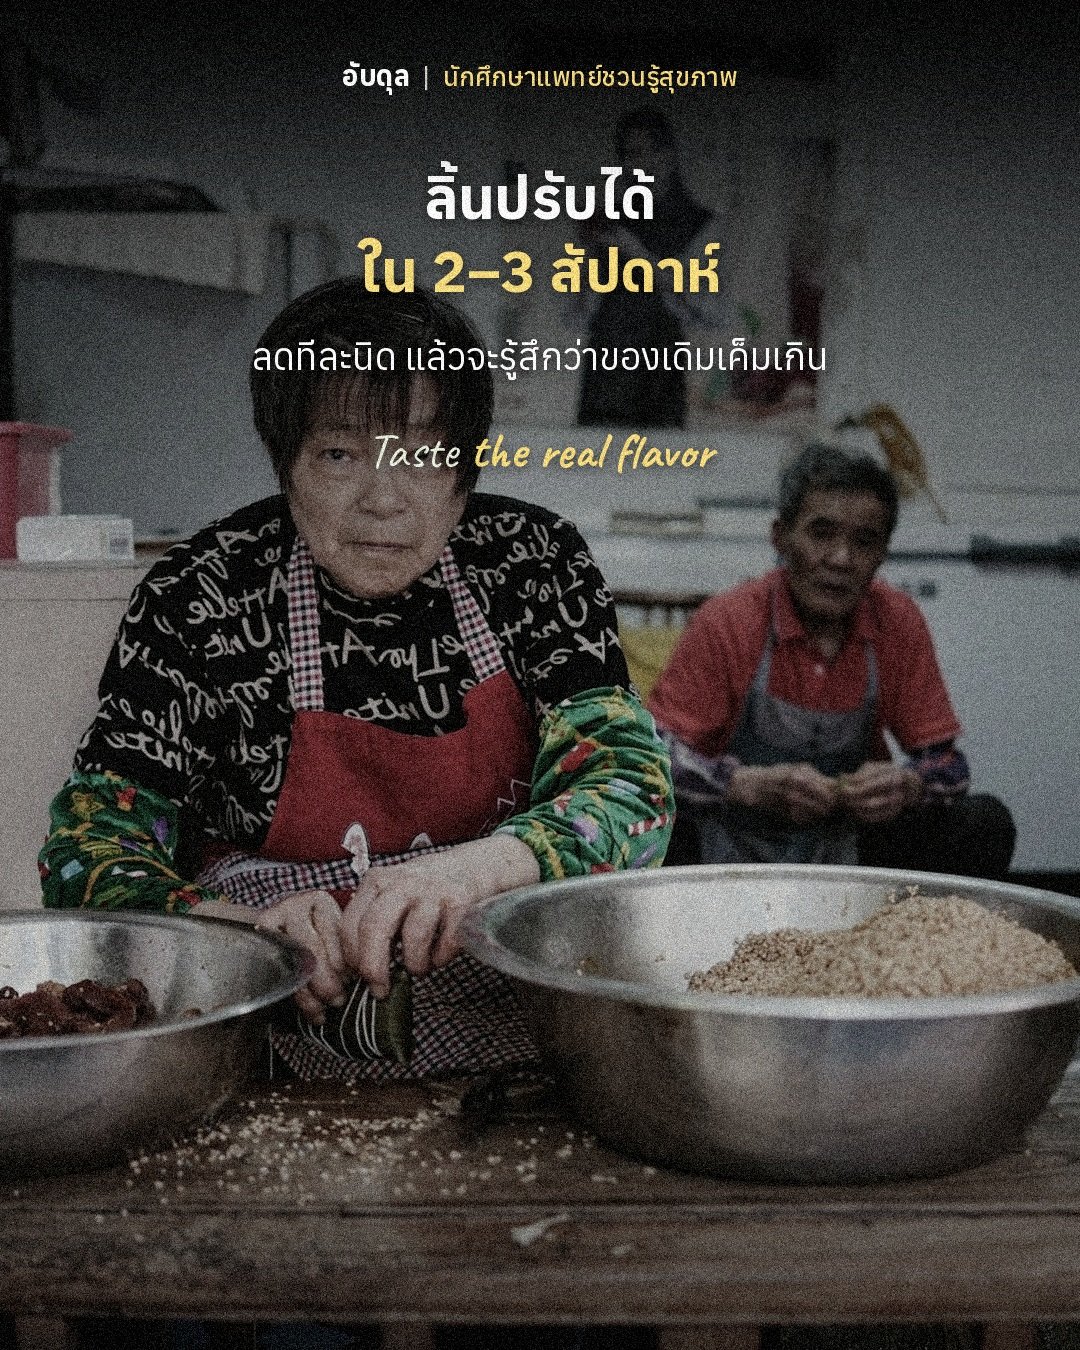 อับดุล | นักศึกษาแพทย์ชวนรู้สุขภาพ
ลิ้นปรับได้
ใน 2–3 สัปดาห์
ลดทีละนิด แล้วจะรู้สึกว่าของเดิมเค็มเกิน
Taste the real flavor